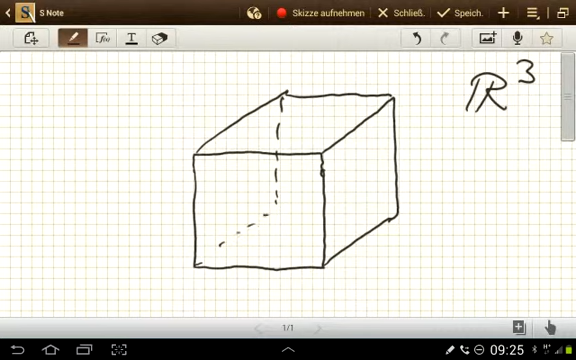 S Note
Skizze aufnehmen
Schließ.
Speich.
T
ℝ³
1/1
09:25